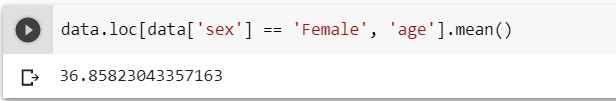 data.loc[data['sex'] == 'Female', 'age'].mean()
36.85823043357163